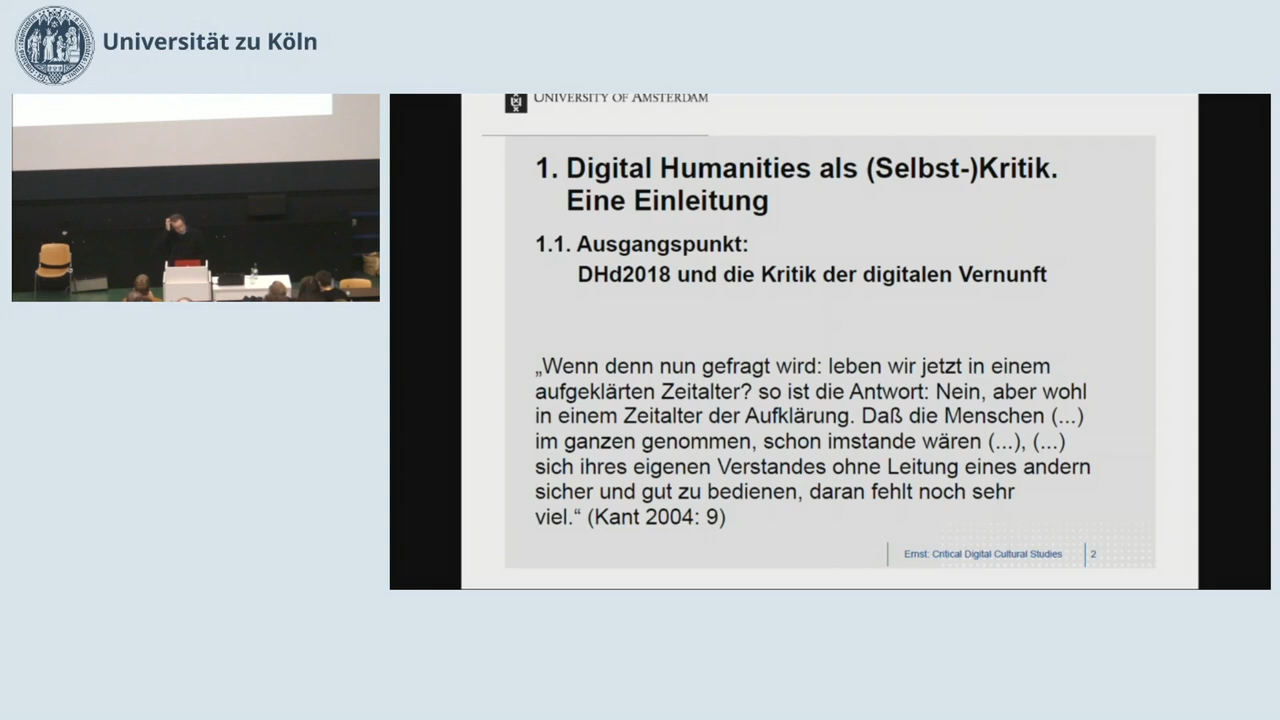 Universität zu Köln
UNIVERSITY OF AMSTERDAM
1. Digital Humanities als (Selbst-)Kritik.
Eine Einleitung
1.1. Ausgangspunkt:
DHd2018 und die Kritik der digitalen Vernunft
„Wenn denn nun gefragt wird: leben wir jetzt in einem
aufgeklärten Zeitalter? so ist die Antwort: Nein, aber wohl
in einem Zeitalter der Aufklärung. Daß die Menschen (...)
im ganzen genommen, schon imstande wären (...), (...)
sich ihres eigenen Verstandes ohne Leitung eines andern
sicher und gut zu bedienen, daran fehlt noch sehr
viel.“ (Kant 2004: 9)
Ernst: Critical Digital Cultural Studies 2